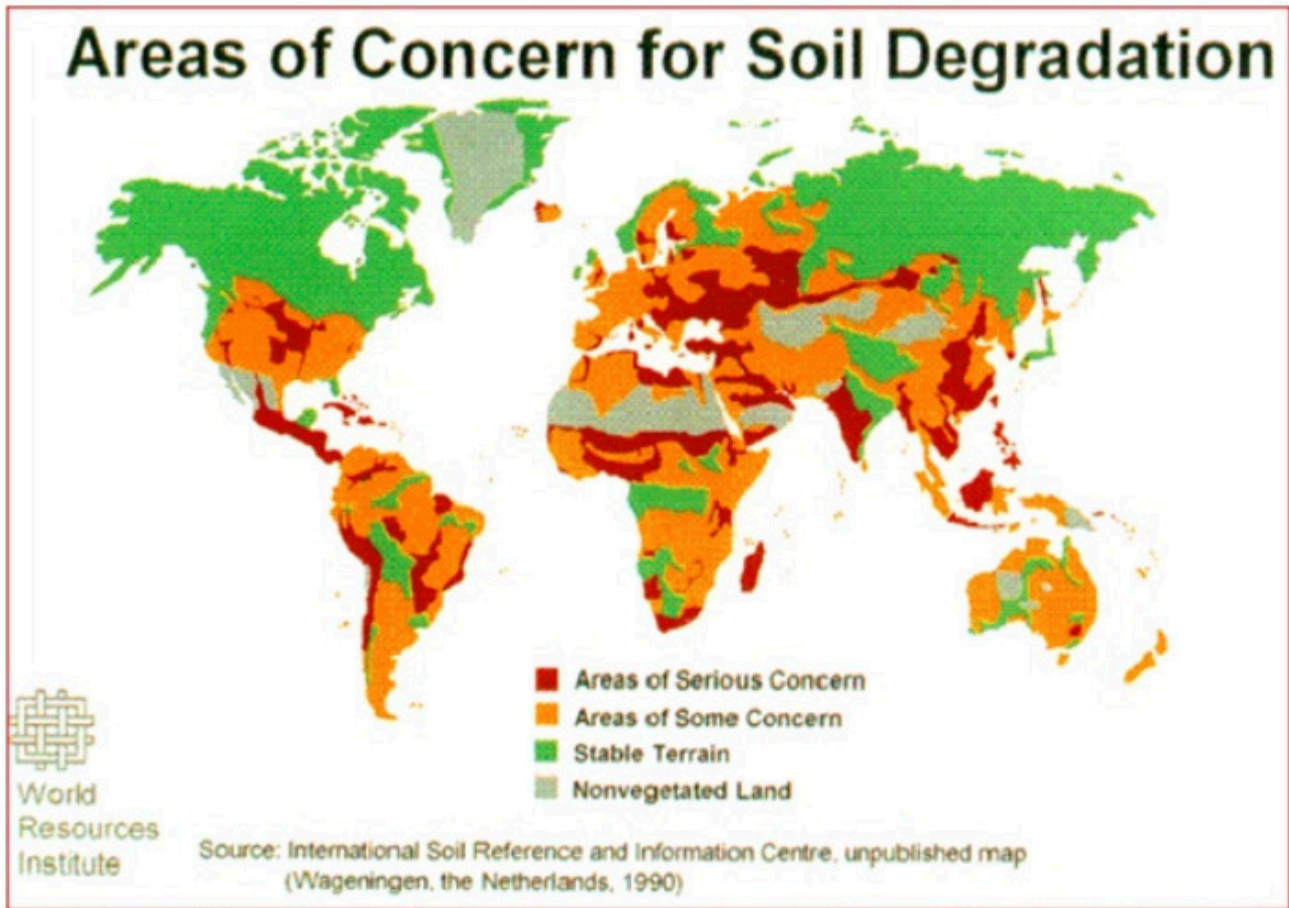 Areas of Concern for Soil Degradation
Areas of Serious Concern
Areas of Some Concern
Stable Terrain
Nonvegetated Land
World
Resources
Institute
Source: International Soil Reference and Information Centre, unpublished map
(Wageningen, the Netherlands, 1990)